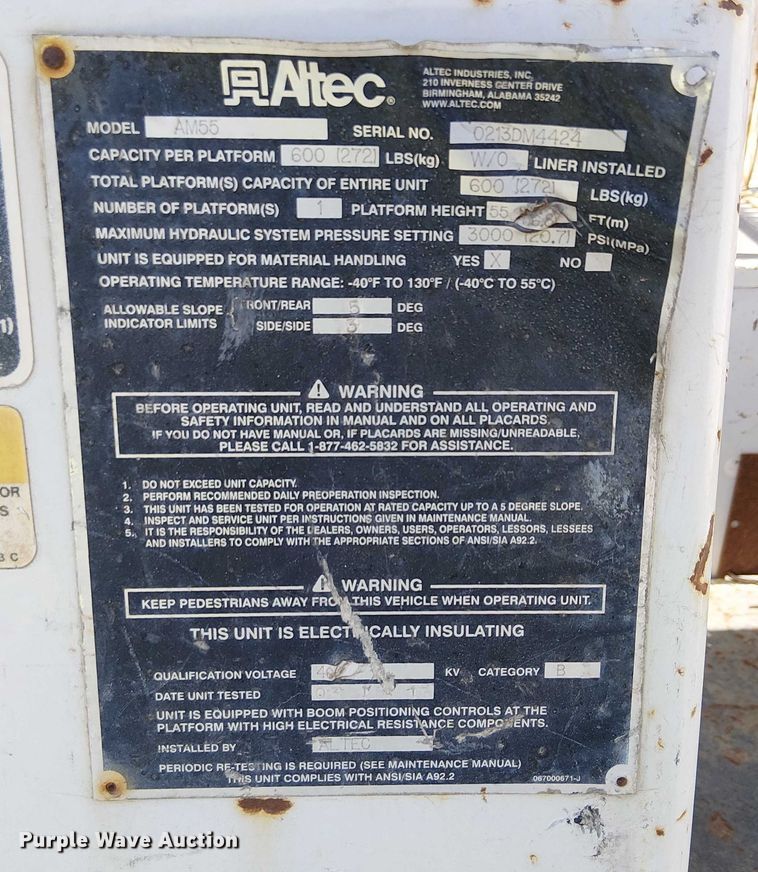 Altec
ALTEC INDUSTRIES, INC.
210 INVERNESS CENTER DRIVE
BIRMINGHAM, ALABAMA 35242
WWW.ALTEC.COM
MODEL AM55 SERIAL NO. 0213DM4424
CAPACITY PER PLATFORM 600 [272] LBS(kg) W/O LINER INSTALLED
TOTAL PLATFORM(S) CAPACITY OF ENTIRE UNIT 600 [272] LBS(kg)
NUMBER OF PLATFORM(S) 1 PLATFORM HEIGHT 55 FT(m)
MAXIMUM HYDRAULIC SYSTEM PRESSURE SETTING 3000 [20.7] PSI(MPa)
UNIT IS EQUIPPED FOR MATERIAL HANDLING YES X NO
OPERATING TEMPERATURE RANGE: -40°F TO 130°F / (-40°C TO 55°C)
ALLOWABLE SLOPE INDICATOR LIMITS
FRONT/REAR 5 DEG
SIDE/SIDE DEG
WARNING
BEFORE OPERATING UNIT, READ AND UNDERSTAND ALL OPERATING AND
SAFETY INFORMATION IN MANUAL AND ON ALL PLACARDS.
IF YOU DO NOT HAVE MANUAL OR, IF PLACARDS ARE MISSING/UNREADABLE,
PLEASE CALL 1-877-462-5832 FOR ASSISTANCE.
1. DO NOT EXCEED UNIT CAPACITY.
2. PERFORM RECOMMENDED DAILY PREOPERATION INSPECTION.
3. THIS UNIT HAS BEEN TESTED FOR OPERATION AT RATED CAPACITY UP TO A 5 DEGREE SLOPE.
4. INSPECT AND SERVICE UNIT PER INSTRUCTIONS GIVEN IN MAINTENANCE MANUAL.
5. IT IS THE RESPONSIBILITY OF THE DEALERS, OWNERS, USERS, OPERATORS, LESSORS, LESSEES
AND INSTALLERS TO COMPLY WITH THE APPROPRIATE SECTIONS OF ANSI/SIA A92.2.
WARNING
KEEP PEDESTRIANS AWAY FROM THIS VEHICLE WHEN OPERATING UNIT.
THIS UNIT IS ELECTRICALLY INSULATING
QUALIFICATION VOLTAGE KV CATEGORY B
DATE UNIT TESTED
UNIT IS EQUIPPED WITH BOOM POSITIONING CONTROLS AT THE
PLATFORM WITH HIGH ELECTRICAL RESISTANCE COMPONENTS.
INSTALLED BY ALTEC
PERIODIC RE-TESTING IS REQUIRED (SEE MAINTENANCE MANUAL)
THIS UNIT COMPLIES WITH ANSI/SIA A92.2
067000671-J
Purple Wave Auction